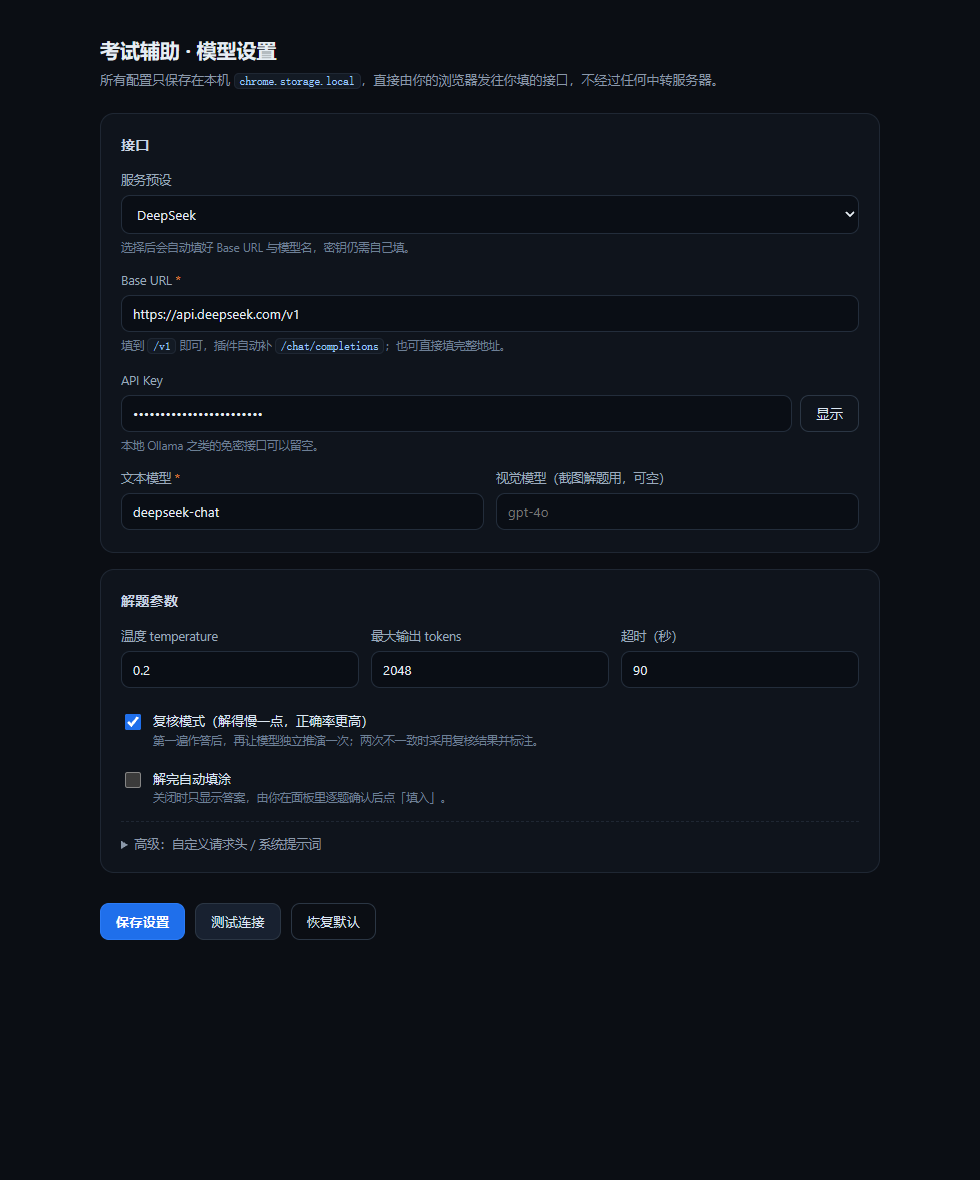 考试辅助 · 模型设置
所有配置只保存在本机 chrome.storage.local，直接由你的浏览器发往你填的接口，不经过任何中转服务器。
接口
服务预设
DeepSeek
选择后会自动填好 Base URL 与模型名，密钥仍需自己填。
Base URL *
https://api.deepseek.com/v1
填到 /v1 即可，插件自动补 /chat/completions；也可直接填完整地址。
API Key
••••••••••••••••••••••••
显示
本地 Ollama 之类的免密接口可以留空。
文本模型 * 视觉模型（截图解题用，可空）
deepseek-chat gpt-4o
解题参数
温度 temperature 最大输出 tokens 超时（秒）
0.2 2048 90
复核模式（解得慢一点，正确率更高）
第一遍作答后，再让模型独立推演一次；两次不一致时采用复核结果并标注。
解完自动填涂
关闭时只显示答案，由你在面板里逐题确认后点「填入」。
高级：自定义请求头 / 系统提示词
保存设置 测试连接 恢复默认